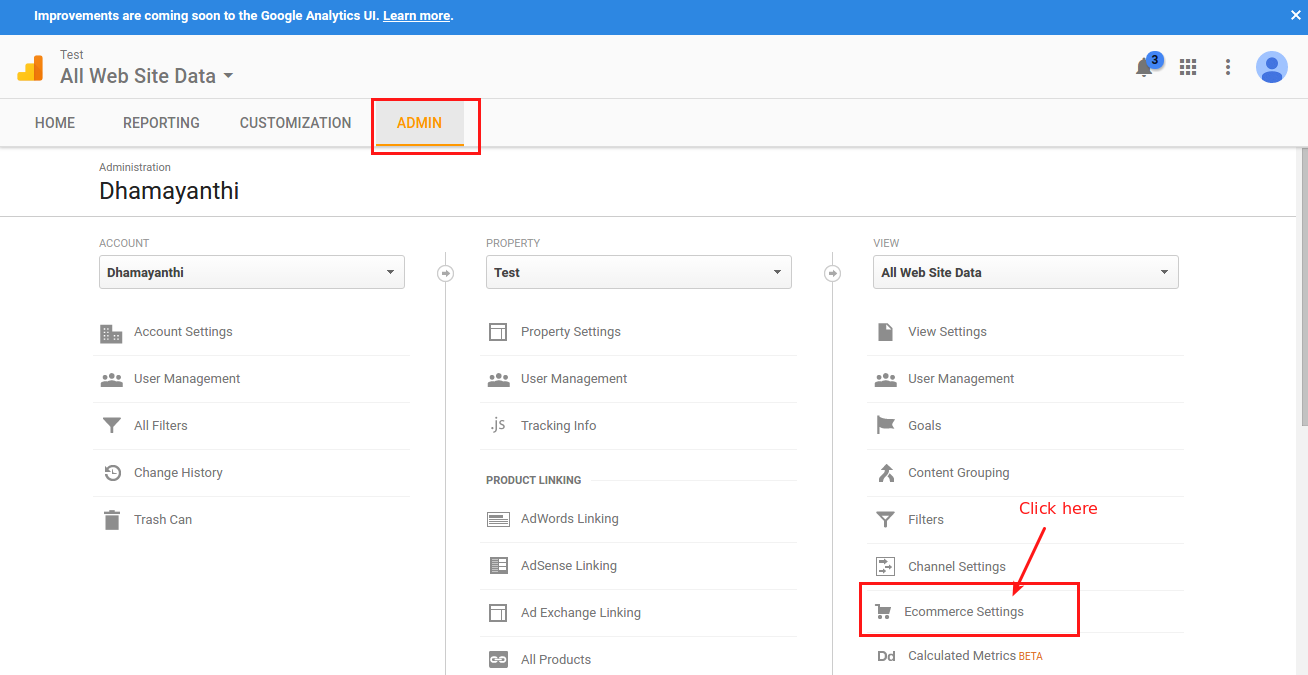 Improvements are coming soon to the Google Analytics UI. Learn more.
Test
All Web Site Data
3
HOME REPORTING CUSTOMIZATION ADMIN
Administration
Dhamayanthi
ACCOUNT
Dhamayanthi
Account Settings
User Management
All Filters
Change History
Trash Can
PROPERTY
Test
Property Settings
User Management
.js Tracking Info
PRODUCT LINKING
AdWords Linking
AdSense Linking
Ad Exchange Linking
All Products
VIEW
All Web Site Data
View Settings
User Management
Goals
Content Grouping
Filters
Click here
Channel Settings
Ecommerce Settings
Dd Calculated Metrics BETA